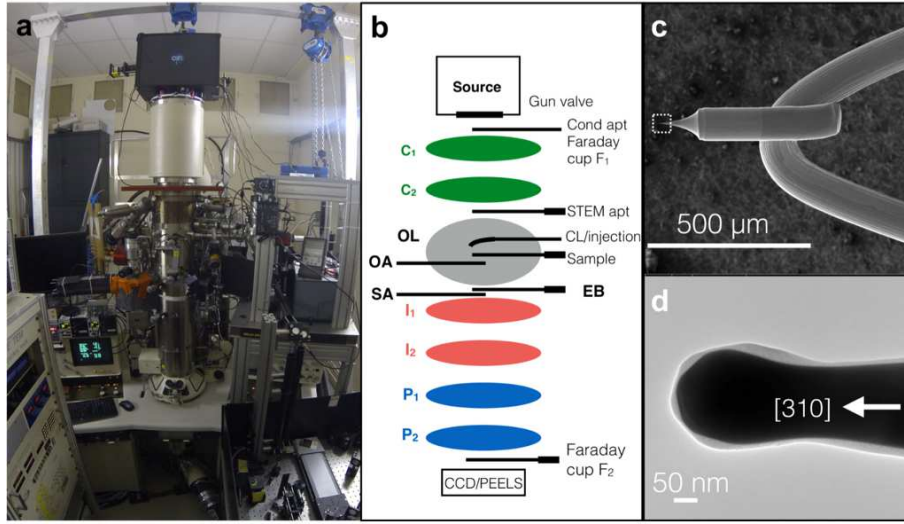 a
b
Source
Gun valve
Cond apt
Faraday
cup F₁
C₁
C₂
STEM apt
OL
CL/injection
Sample
OA
SA
EB
I₁
I₂
P₁
P₂
Faraday
cup F₂
CCD/PEELS
c
500 µm
d
[310]
50 nm